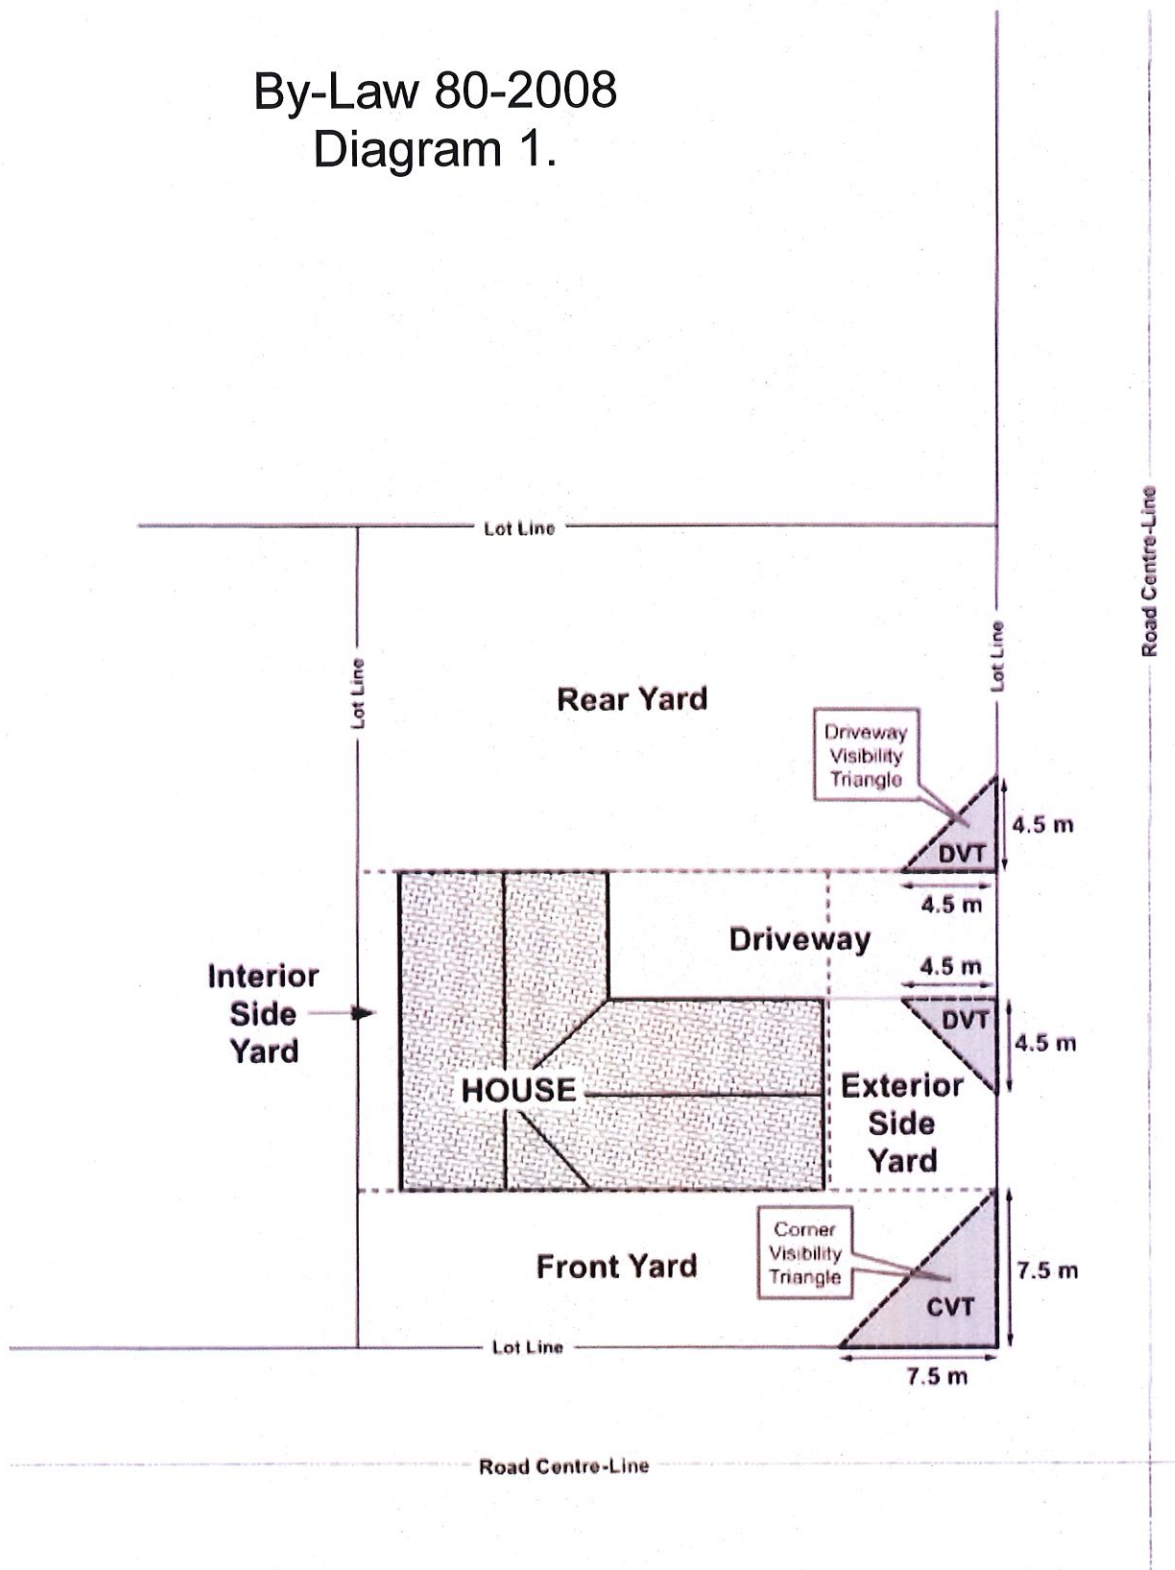 By-Law 80-2008
Diagram 1.
Lot Line
Road Centre-Line
Lot Line
Lot Line
Rear Yard
Driveway
Visibility
Triangle
4.5 m
DVT
4.5 m
Driveway
4.5 m
Interior
Side
Yard
DVT
4.5 m
HOUSE
Exterior
Side
Yard
Corner
Visibility
Triangle
Front Yard
7.5 m
CVT
Lot Line
7.5 m
Road Centre-Line